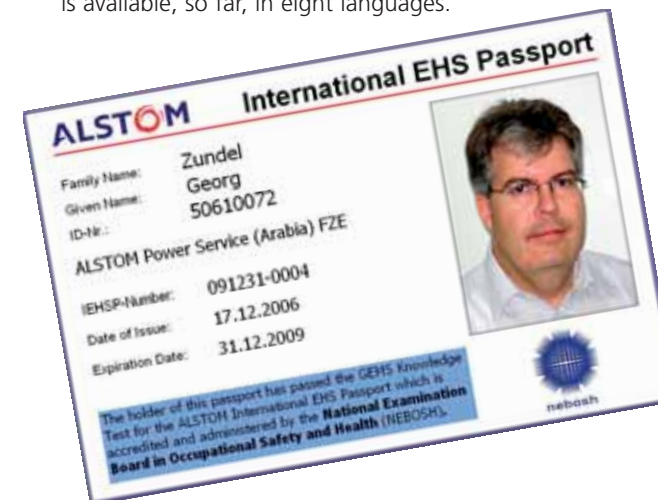 is available, so far, in eight languages.
ALSTOM International EHS Passport
Family Name: Zundel
Given Name: Georg
ID-Nr.: 50610072
ALSTOM Power Service (Arabia) FZE
IEHSP-Number: 091231-0004
Date of Issue: 17.12.2006
Expiration Date: 31.12.2009
The holder of this passport has passed the GEHS Knowledge
Test for the ALSTOM International EHS Passport which is
accredited and administered by the National Examination
Board in Occupational Safety and Health (NEBOSH).
nebosh